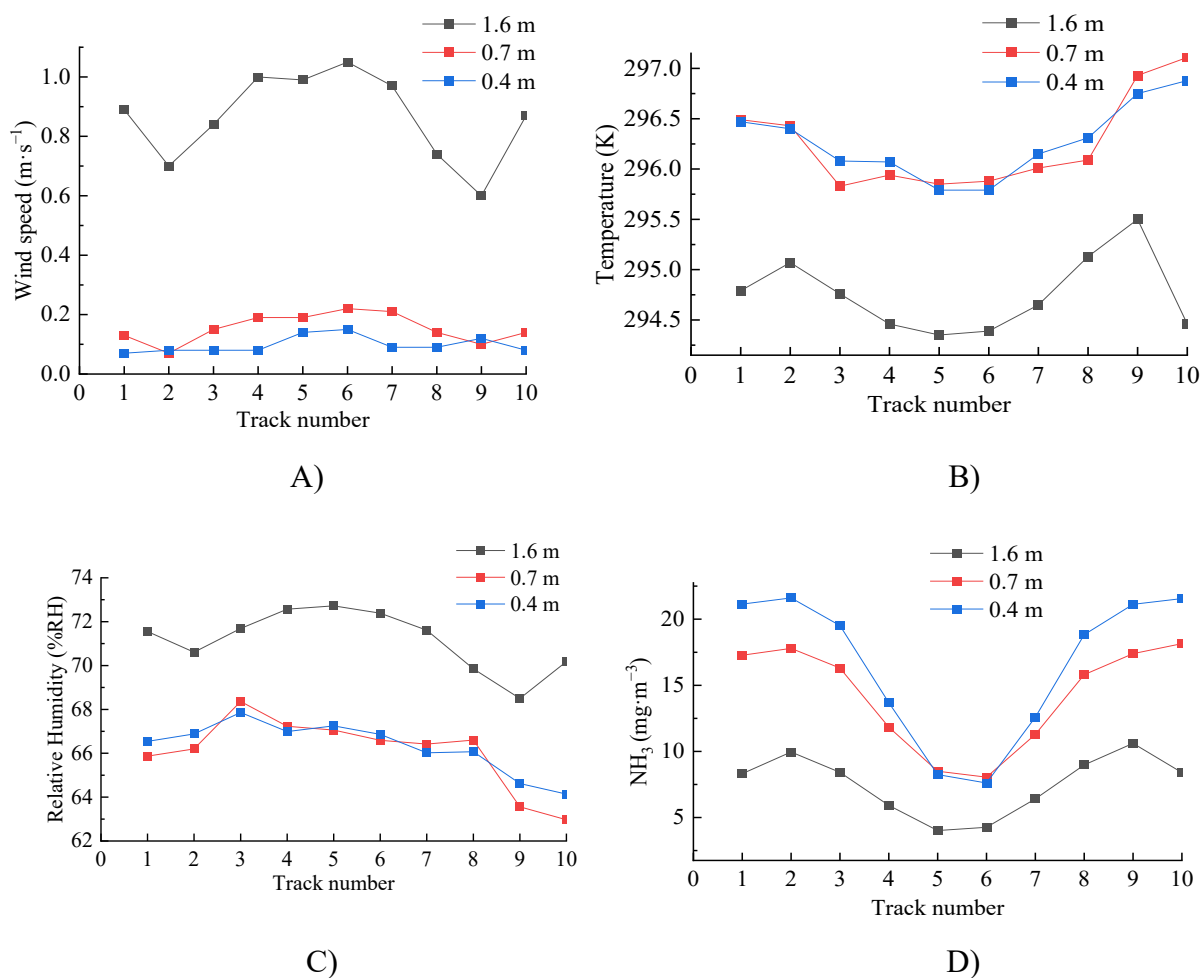 1.6 m
0.7 m
0.4 m
Wind speed (m·s⁻¹)
1.0
0.8
0.6
0.4
0.2
0.0
0 1 2 3 4 5 6 7 8 9 10
Track number
A)
1.6 m
0.7 m
0.4 m
Temperature (K)
297.0
296.5
296.0
295.5
295.0
294.5
0 1 2 3 4 5 6 7 8 9 10
Track number
B)
1.6 m
0.7 m
0.4 m
Relative Humidity (%RH)
74
72
70
68
66
64
62
0 1 2 3 4 5 6 7 8 9 10
Track number
C)
1.6 m
0.7 m
0.4 m
NH₃ (mg·m⁻³)
20
15
10
5
0 1 2 3 4 5 6 7 8 9 10
Track number
D)